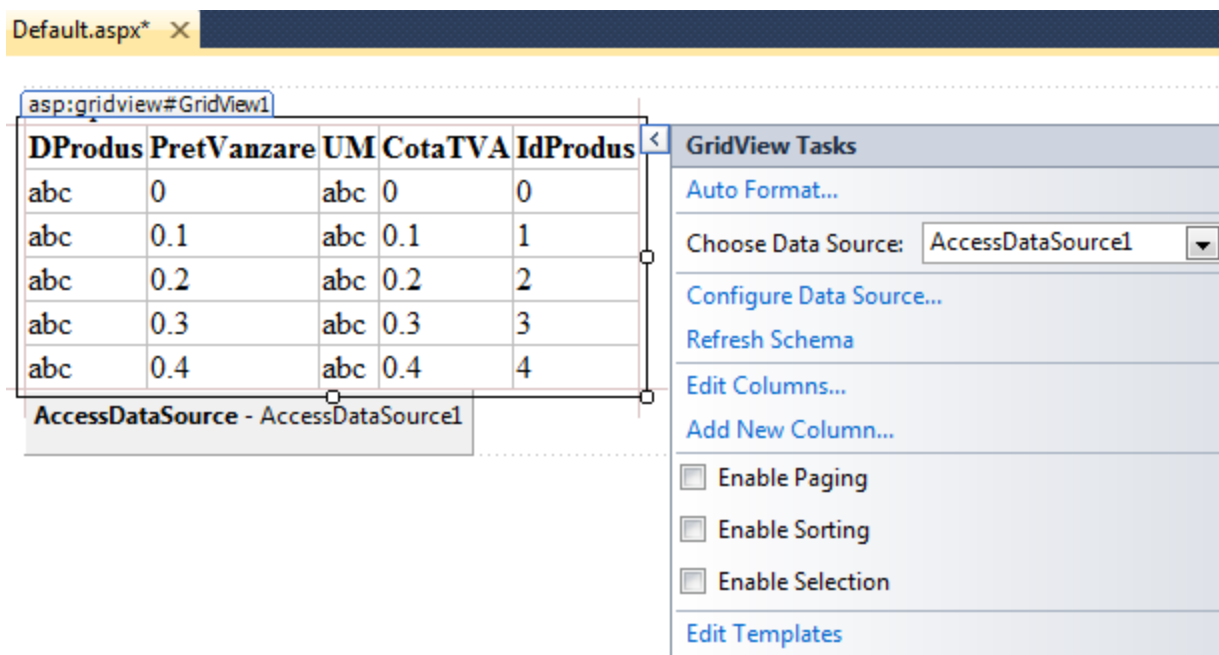 Default.aspx* ×
asp:gridview#GridView1
DProdus PretVanzare UM CotaTVA IdProdus
abc 0 abc 0 0
abc 0.1 abc 0.1 1
abc 0.2 abc 0.2 2
abc 0.3 abc 0.3 3
abc 0.4 abc 0.4 4
AccessDataSource - AccessDataSource1
<
GridView Tasks
Auto Format...
Choose Data Source: AccessDataSource1
Configure Data Source...
Refresh Schema
Edit Columns...
Add New Column...
Enable Paging
Enable Sorting
Enable Selection
Edit Templates